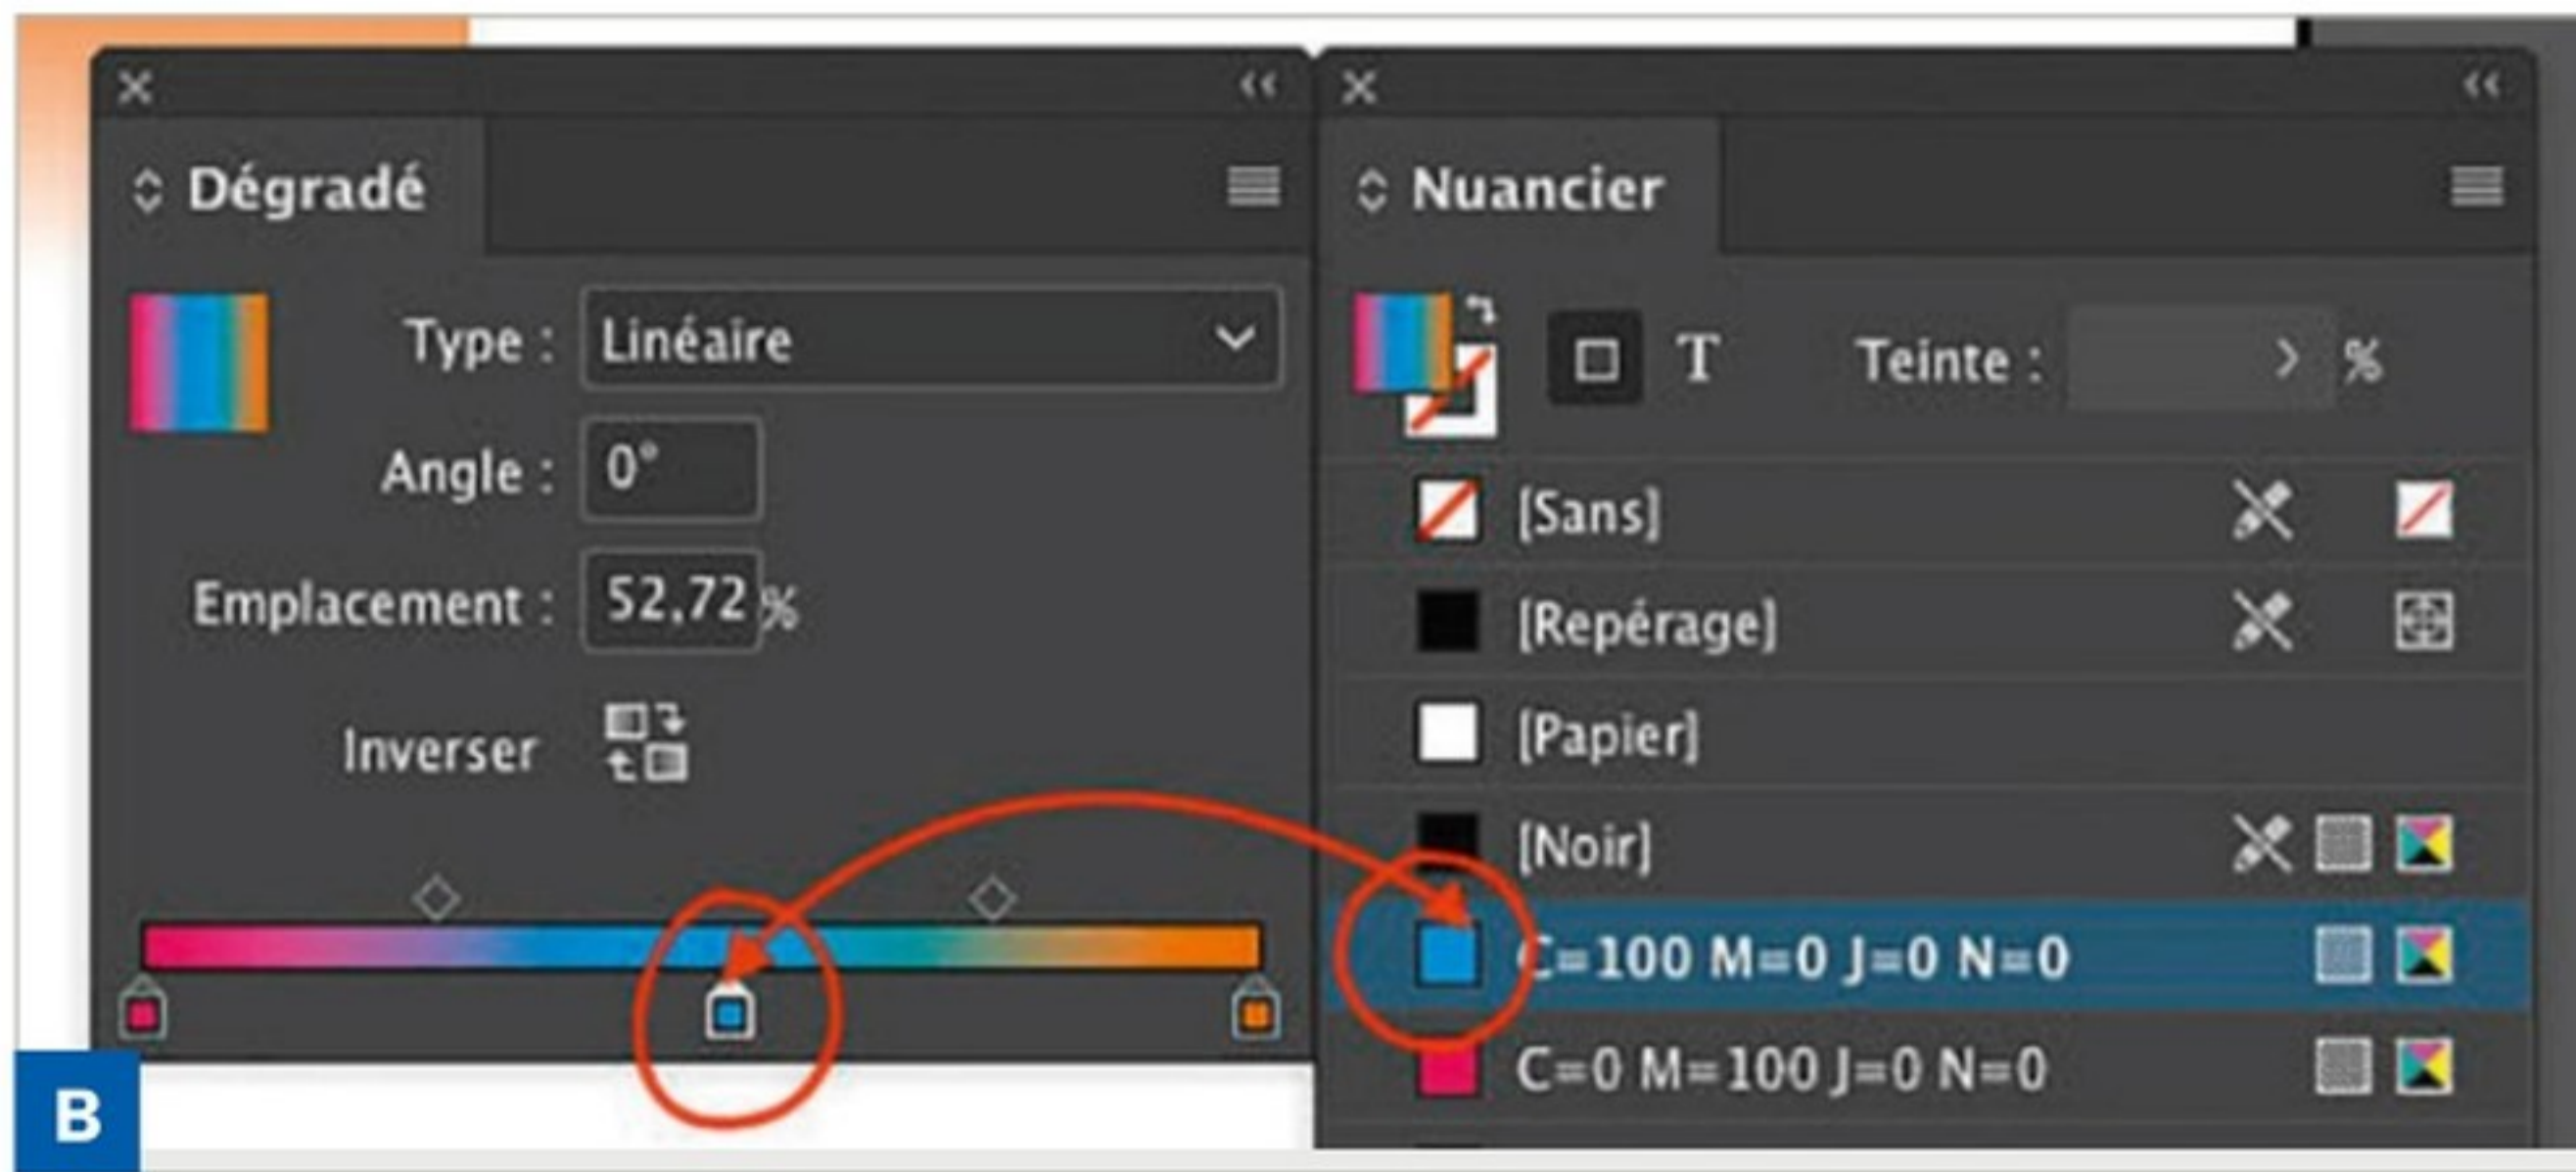 Dégradé
Type : Linéaire
Angle : 0°
Emplacement : 52,72 %
Inverser
Nuancier
T Teinte : %
[Sans]
[Repérage]
[Papier]
[Noir]
C=100 M=0 J=0 N=0
C=0 M=100 J=0 N=0
B